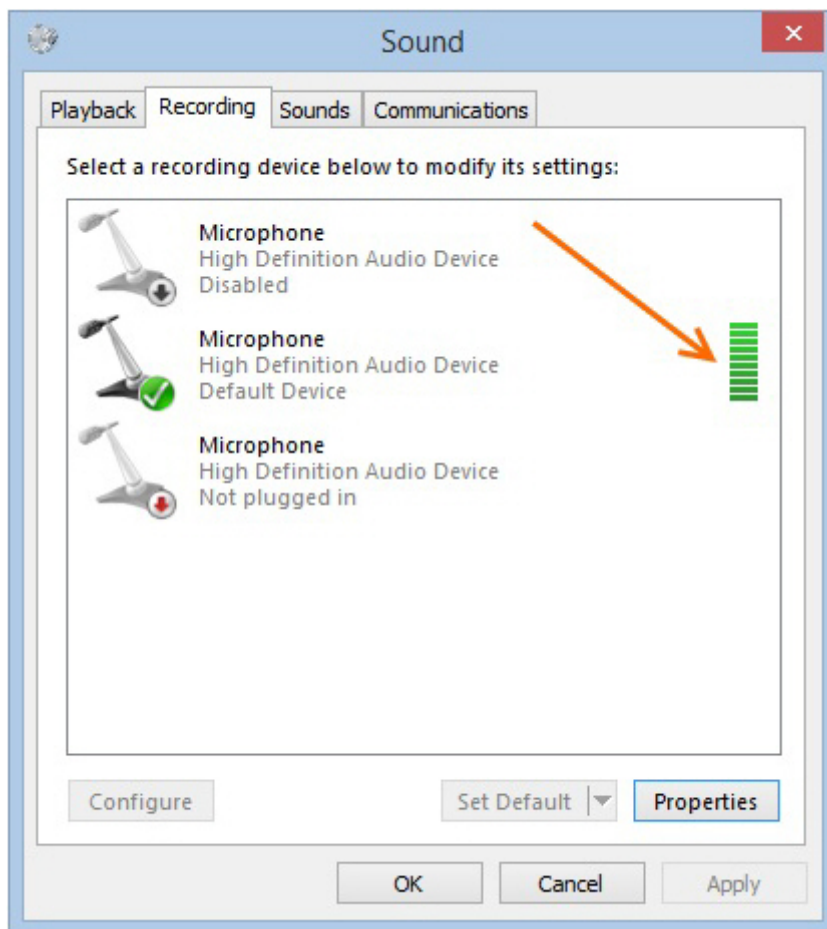 Sound
Playback Recording Sounds Communications
Select a recording device below to modify its settings:
Microphone
High Definition Audio Device
Disabled
Microphone
High Definition Audio Device
Default Device
Microphone
High Definition Audio Device
Not plugged in
Configure Set Default Properties
OK Cancel Apply